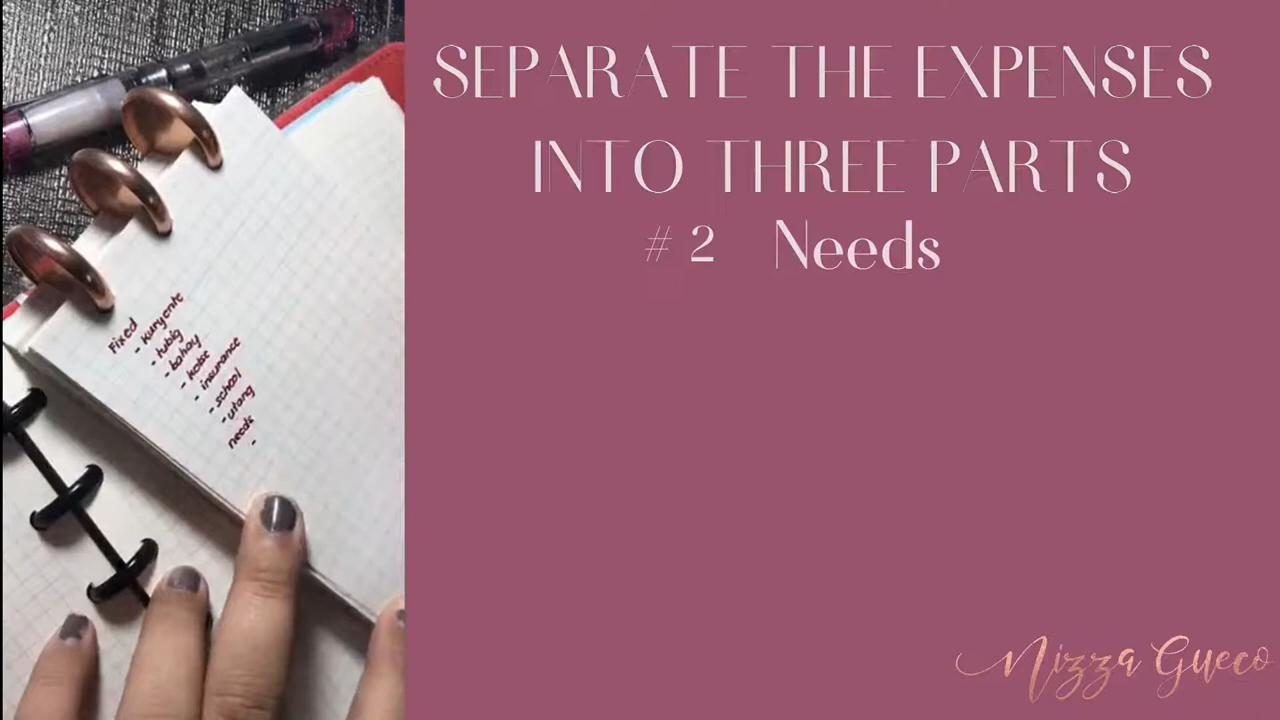 SEPARATE THE EXPENSES
INTO THREE PARTS
# 2 Needs
Fixed
- kuryente
- tubig
- bahay
- kotse
- insurance
- school
- utang
needs
-
Nizza Gueco